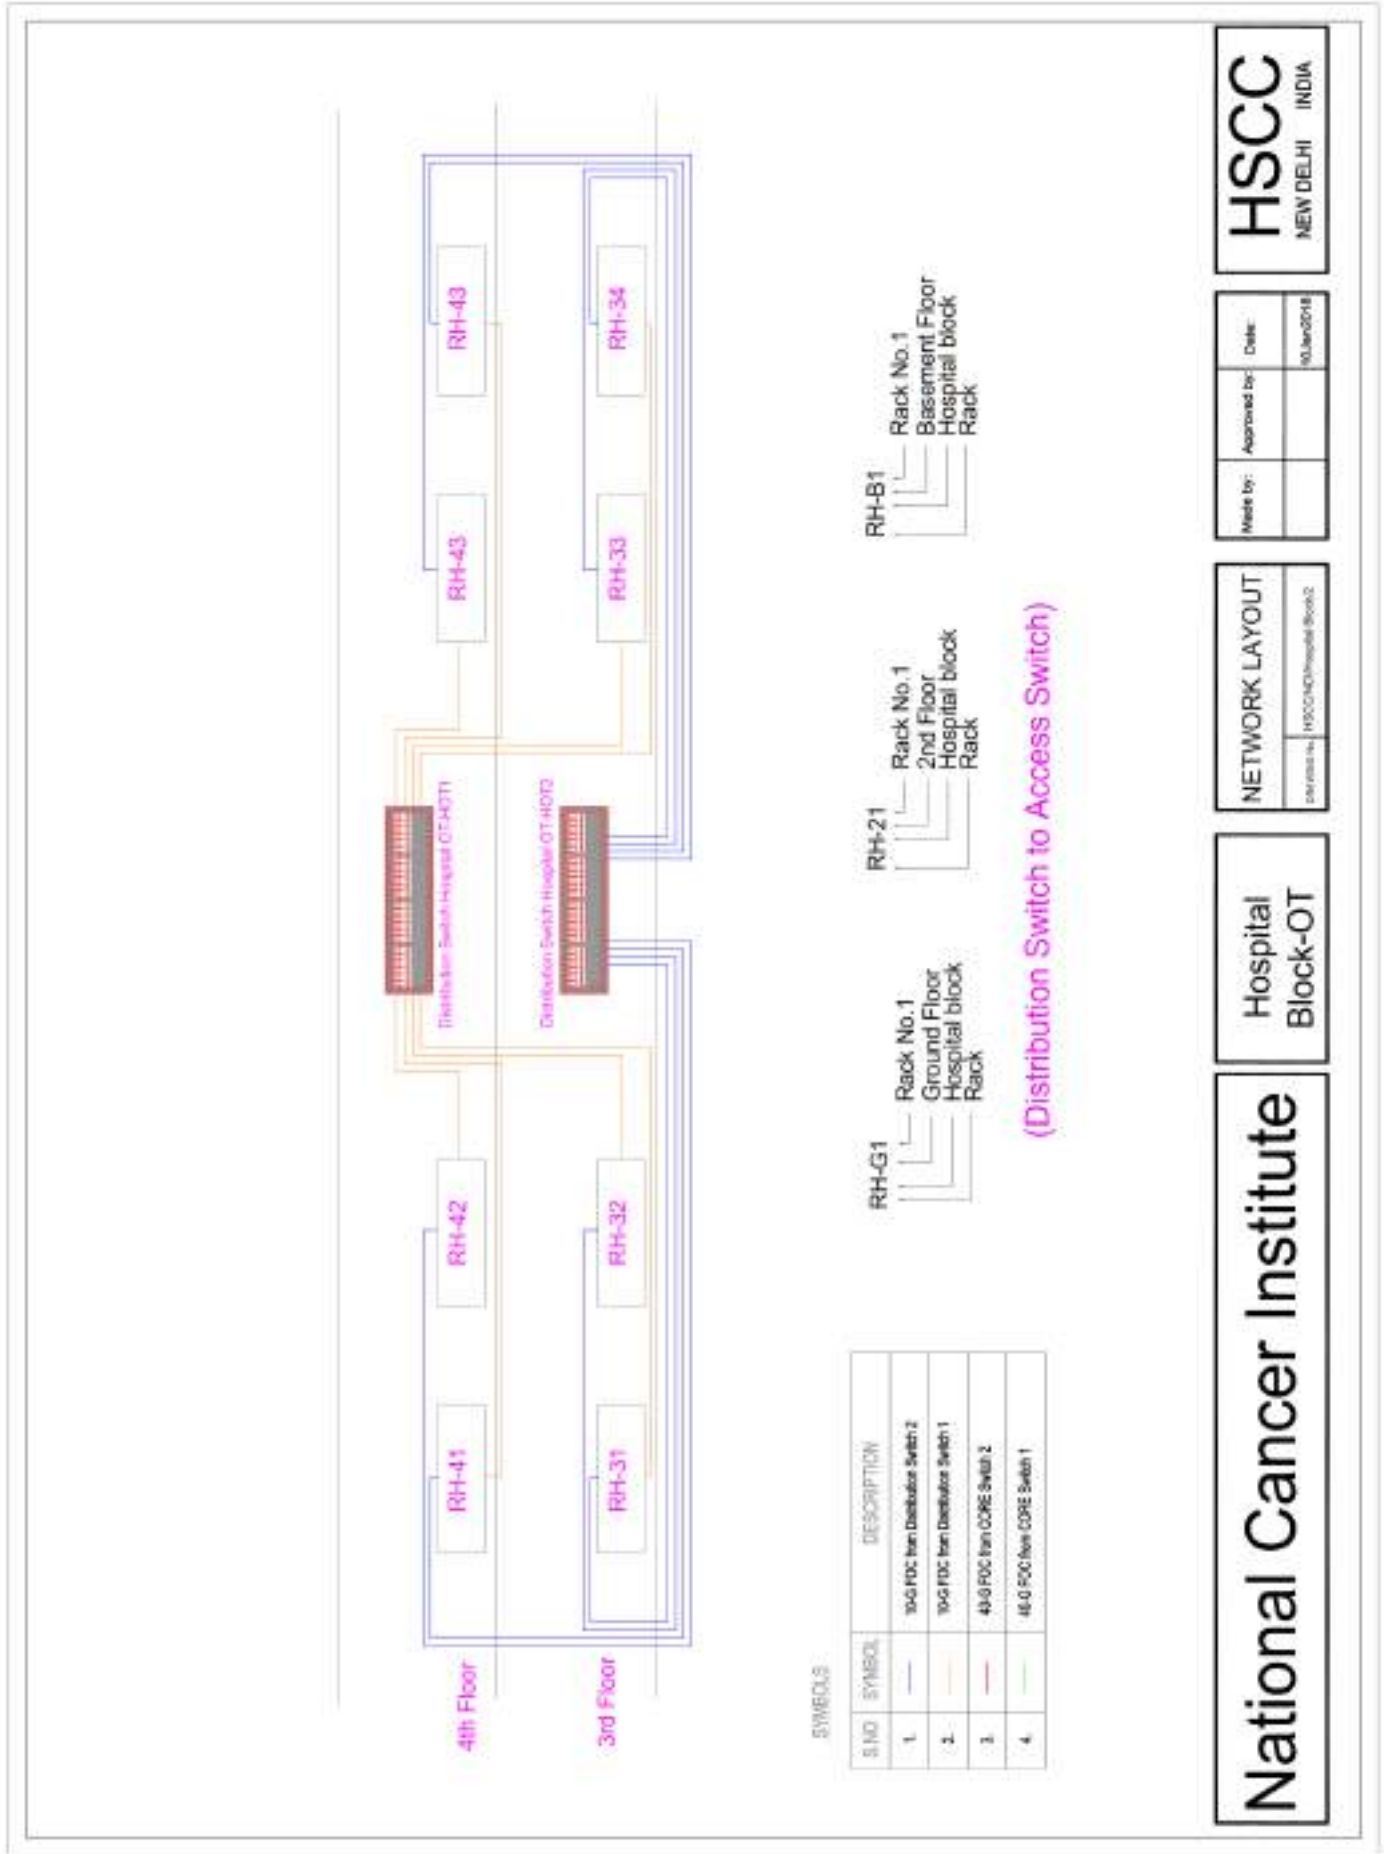 4th Floor
RH-41
RH-42
RH-43
RH-43
Distribution Switch Hospital OT-HOT1
3rd Floor
RH-31
RH-32
RH-33
RH-34
Distribution Switch Hospital OT-HOT2
SYMBOLS
S.NO SYMBOL DESCRIPTION
1. 10-G FOC from Distribution Switch 2
2. 10-G FOC from Distribution Switch 1
3. 40-G FOC from CORE Switch 2
4. 40-G FOC from CORE Switch 1
RH-G1
Rack No.1
Ground Floor
Hospital block
Rack
RH-21
Rack No.1
2nd Floor
Hospital block
Rack
RH-B1
Rack No.1
Basement Floor
Hospital block
Rack
(Distribution Switch to Access Switch)
National Cancer Institute
Hospital
Block-OT
NETWORK LAYOUT
HSCC/NCI/Hospital Block/2
Made by: Approved by: Date:
HSCC
NEW DELHI INDIA